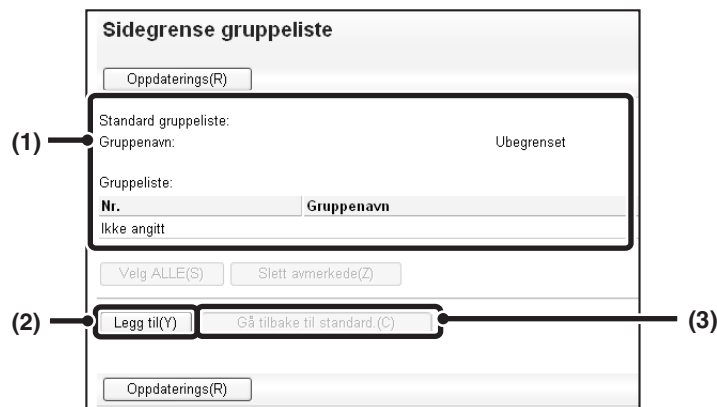 Sidegrense gruppeliste
Oppdaterings(R)
Standard gruppeliste:
(1) Gruppenavn: Ubegrenset
Gruppeliste:
Nr. Gruppenavn
Ikke angitt
Velg ALLE(S) Slett avmerkede(Z)
(2) Legg til(Y) Gå tilbake til standard.(C) (3)
Oppdaterings(R)